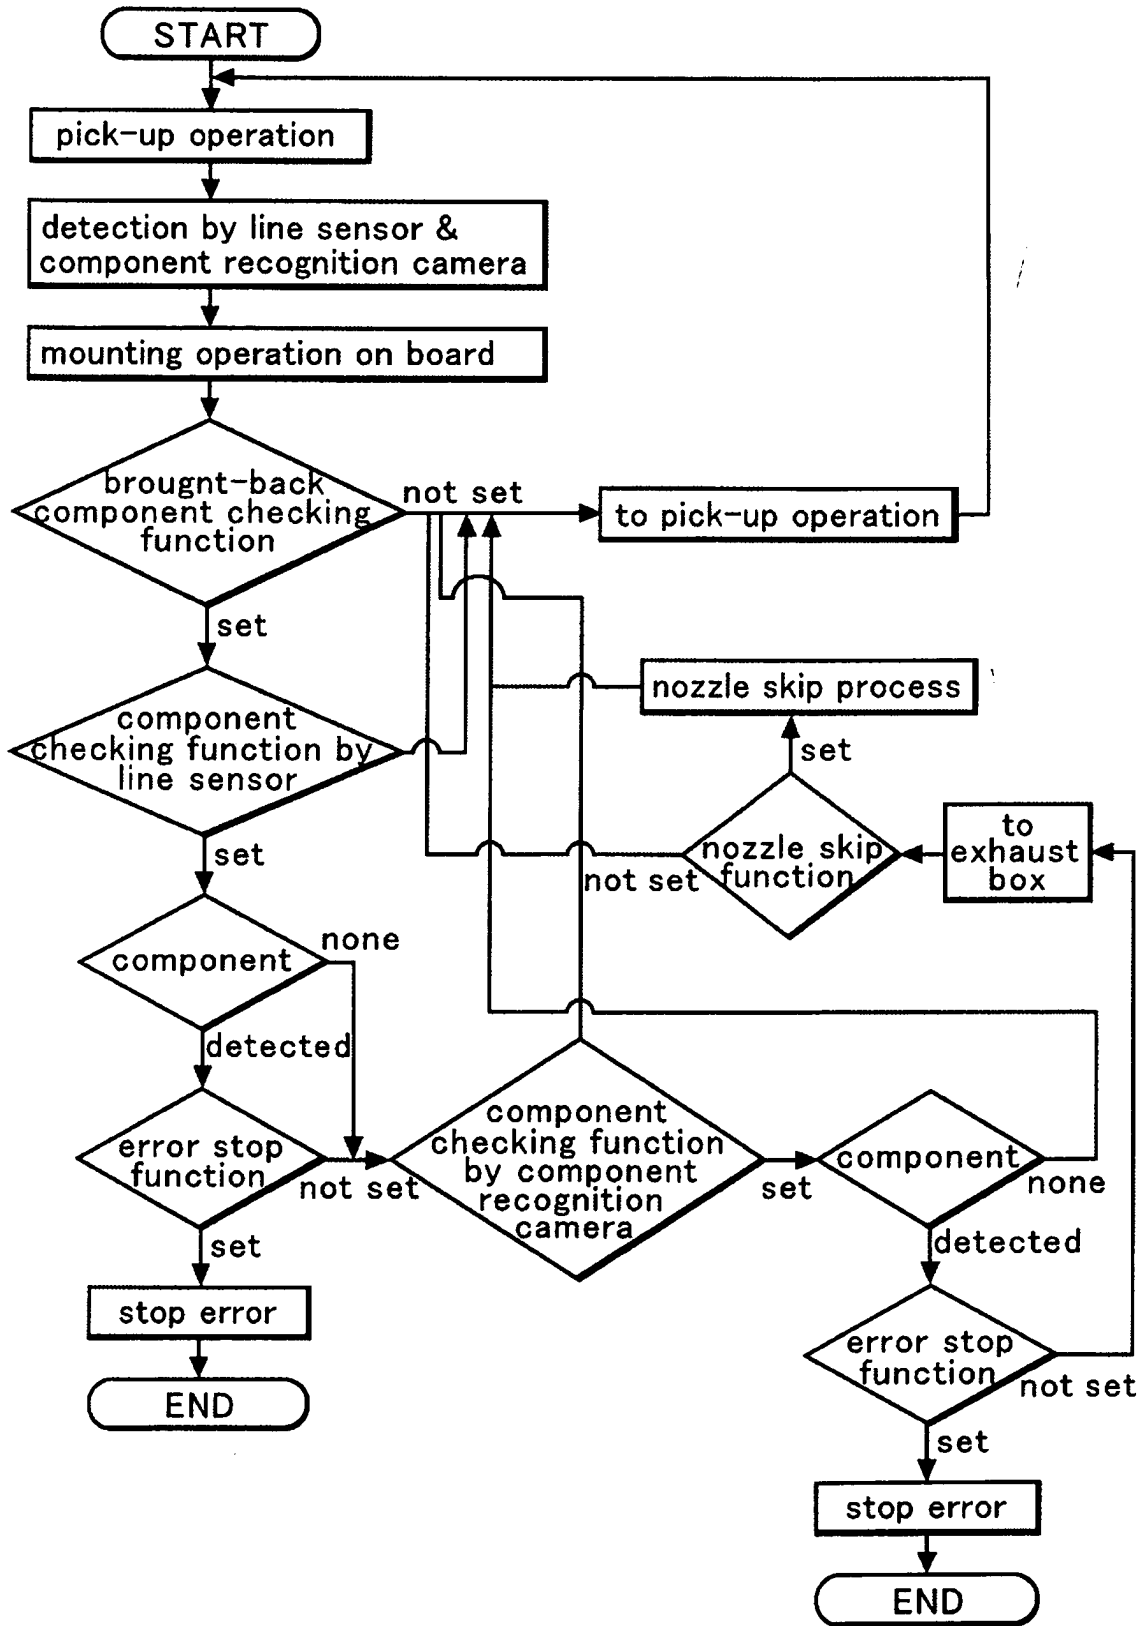 START
pick-up operation
detection by line sensor &
component recognition camera
mounting operation on board
brougnt-back
component checking
function
not set
to pick-up operation
set
component
checking function by
line sensor
nozzle skip process
set
set
nozzle skip
function
not set
to
exhaust
box
component
none
detected
error stop
function
not set
component
checking function
by component
recognition
camera
set
component
none
detected
set
stop error
END
error stop
function
not set
set
stop error
END